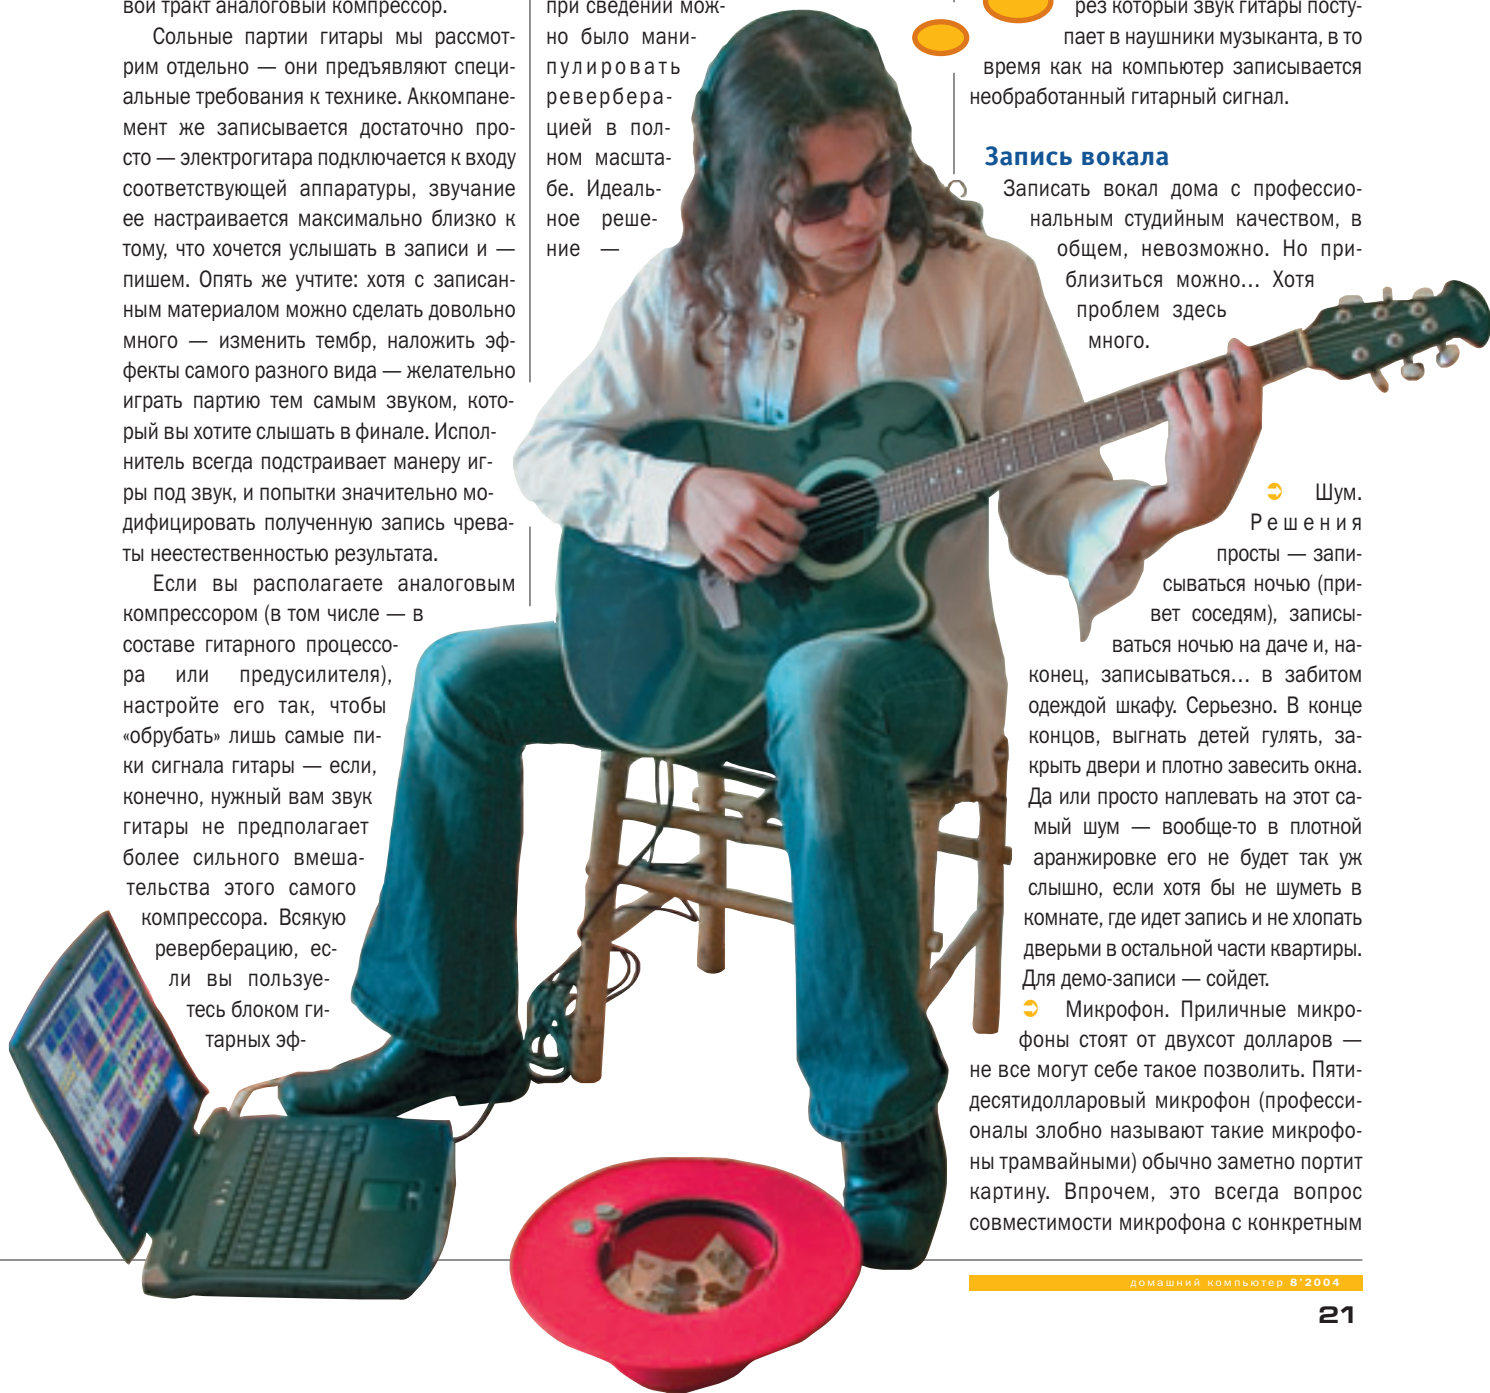 вой тракт аналоговый компрессор.
Сольные партии гитары мы рассмот-
рим отдельно — они предъявляют специ-
альные требования к технике. Аккомпане-
мент же записывается достаточно про-
сто — электрогитара подключается к входу
соответствующей аппаратуры, звучание
ее настраивается максимально близко к
тому, что хочется услышать в записи и —
пишем. Опять же учтите: хотя с записан-
ным материалом можно сделать довольно
много — изменить тембр, наложить эф-
фекты самого разного вида — желательно
играть партию тем самым звуком, кото-
рый вы хотите слышать в финале. Испол-
нитель всегда подстраивает манеру иг-
ры под звук, и попытки значительно мо-
дифицировать полученную запись чрева-
ты неестественностью результата.
Если вы располагаете аналоговым
компрессором (в том числе — в
составе гитарного процессо-
ра или предусилителя),
настройте его так, чтобы
«обрубать» лишь самые пи-
ки сигнала гитары — если,
конечно, нужный вам звук
гитары не предполагает
более сильного вмеша-
тельства этого самого
компрессора. Всякую
реверберацию, ес-
ли вы пользуе-
тесь блоком ги-
тарных эф-
при сведении мож-
но было мани-
пулировать
ревербера-
цией в пол-
ном масшта-
бе. Идеаль-
ное реше-
ние —
рез который звук гитары посту-
пает в наушники музыканта, в то
время как на компьютер записывается
необработанный гитарный сигнал.
Запись вокала
Записать вокал дома с профессио-
нальным студийным качеством, в
общем, невозможно. Но при-
близиться можно... Хотя
проблем здесь
много.
Шум.
Решения
просты — запи-
сываться ночью (при-
вет соседям), записы-
ваться ночью на даче и, на-
конец, записываться... в забитом
одеждой шкафу. Серьезно. В конце
концов, выгнать детей гулять, за-
крыть двери и плотно завесить окна.
Да или просто наплевать на этот са-
мый шум — вообще-то в плотной
аранжировке его не будет так уж
слышно, если хотя бы не шуметь в
комнате, где идет запись и не хлопать
дверьми в остальной части квартиры.
Для демо-записи — сойдет.
Микрофон. Приличные микро-
фоны стоят от двухсот долларов —
не все могут себе такое позволить. Пяти-
десятидолларовый микрофон (професси-
оналы злобно называют такие микрофо-
ны трамвайными) обычно заметно портит
картину. Впрочем, это всегда вопрос
совместимости микрофона с конкретным
домашний компьютер 8'2004
21